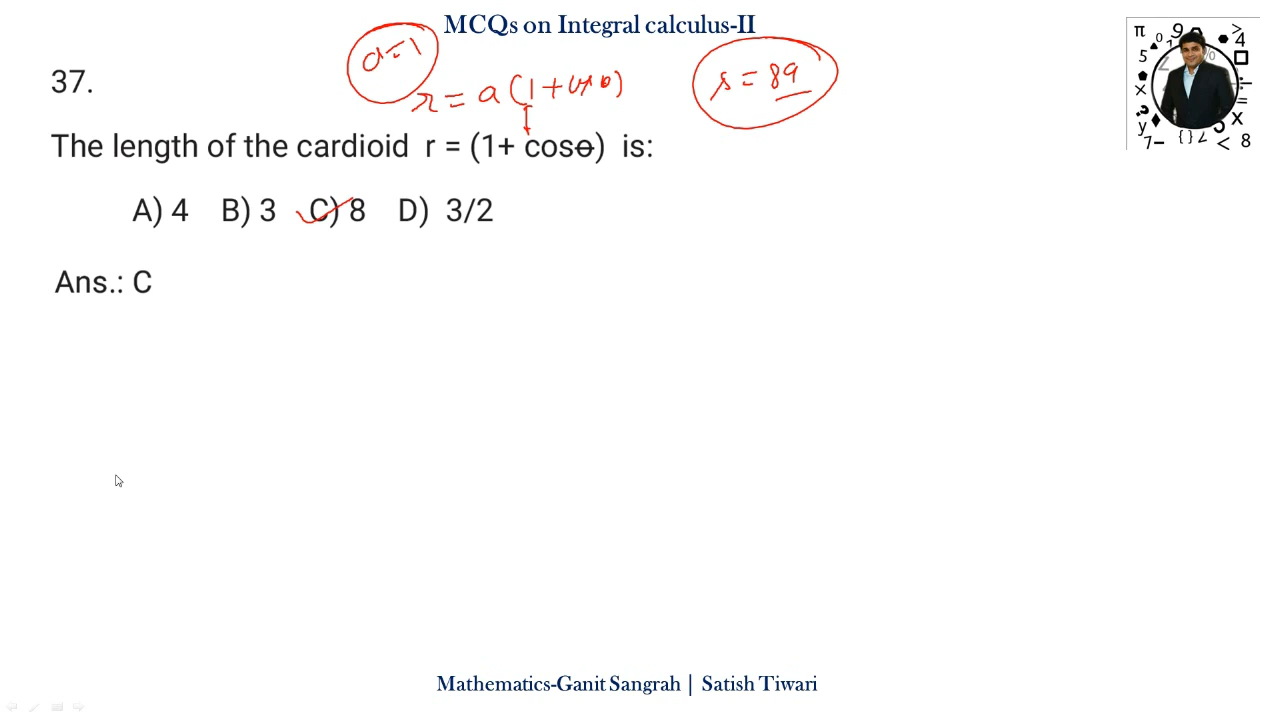 MCQs on Integral calculus-II
a=1
r = a(1+cosθ)
s = 8a
37.
The length of the cardioid r = (1+ cosɵ) is:
A) 4 B) 3 C) 8 D) 3/2
Ans.: C
Mathematics-Ganit Sangrah | Satish Tiwari